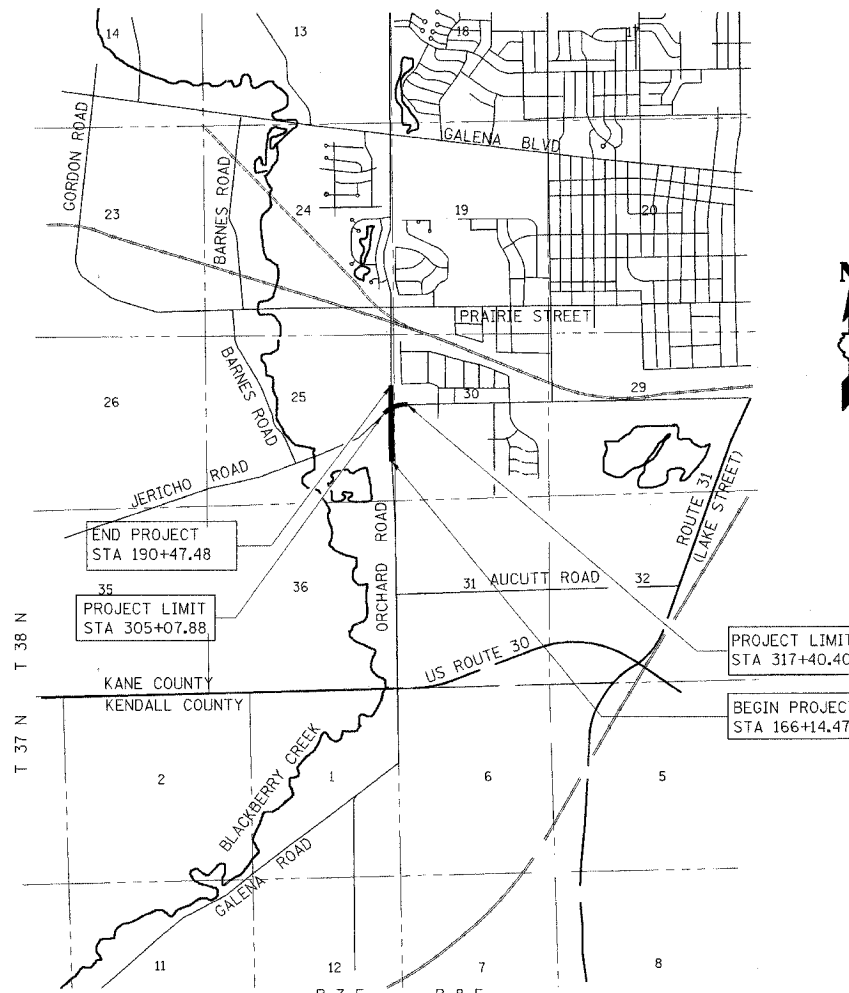 14
13
18
17
GORDON ROAD
GALENA BLVD
BARNES ROAD
23
24
19
20
N
PRAIRIE STREET
BARNES ROAD
26
25
30
29
JERICHO ROAD
ROUTE 31
(LAKE STREET)
END PROJECT
STA 190+47.48
ORCHARD ROAD
35
36
31
AUCUTT ROAD
32
PROJECT LIMIT
STA 305+07.88
T 38 N
US ROUTE 30
PROJECT LIMIT
STA 317+40.40
KANE COUNTY
KENDALL COUNTY
BEGIN PROJECT
STA 166+14.47
T 37 N
2
1
6
5
BLACKBERRY CREEK
GALENA ROAD
11
12
7
8
R 7 E
R 8 E